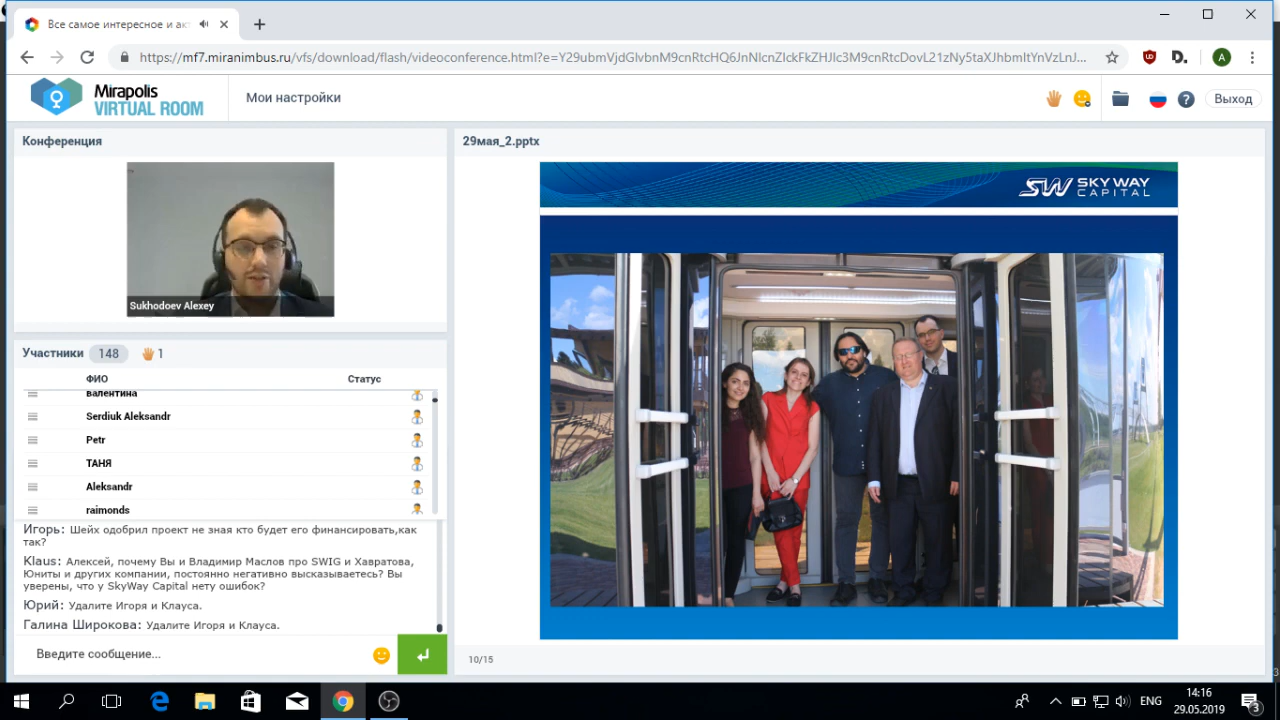 Все самое интересное и ак
https://mf7.miranimbus.ru/vfs/download/flash/videoconference.html?e=Y29ubmVjdGlvbnM9cnRtcHQ6JnNlcnZlckFkZHJlc3M9cnRtcDovL21zNy5taXJhbmltYnVzLnJ...
Mirapolis
VIRTUAL ROOM
Мои настройки
Выход
Конференция
Sukhodoev Alexey
Участники 148 1
ФИО Статус
валентина
Serdiuk Aleksandr
Petr
ТАНЯ
Aleksandr
raimonds
Игорь: Шейх одобрил проект не зная кто будет его финансировать,как
так?
Klaus: Алексей, почему Вы и Владимир Маслов про SWIG и Хавратова,
Юниты и других компании, постоянно негативно высказываетесь? Вы
уверены, что у SkyWay Capital нету ошибок?
Юрий: Удалите Игоря и Клауса.
Галина Широкова: Удалите Игоря и Клауса.
Введите сообщение...
29мая_2.pptx
SW SKY WAY
CAPITAL
10/15
ENG
14:16
29.05.2019
3